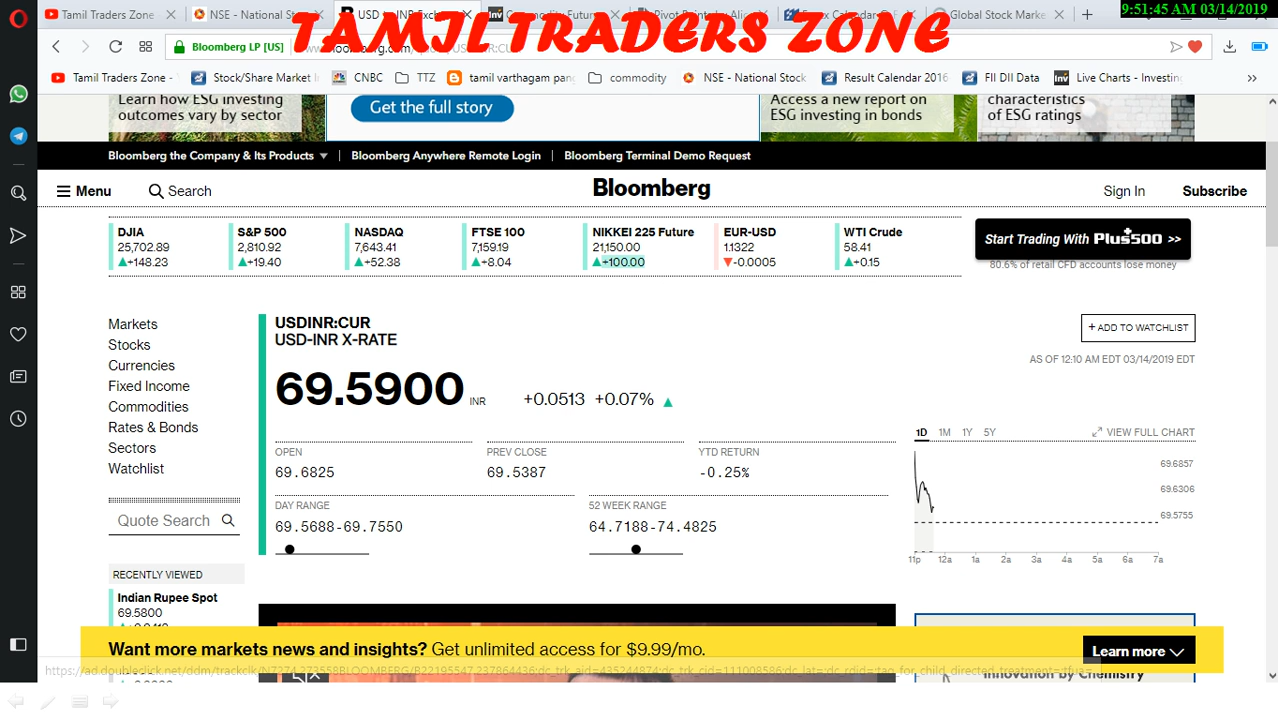 9:51:45 AM 03/14/2019
Tamil Traders Zone
NSE - National St
USD to INR Exch
TAMIL TRADERS ZONE
Global Stock Marke
Bloomberg LP [US]
Tamil Traders Zone -
Stock/Share Market I
CNBC
TTZ
tamil varthagam pan
commodity
NSE - National Stock
Result Calendar 2016
FII DII Data
Live Charts - Investin
Learn how ESG investing
outcomes vary by sector
Get the full story
Access a new report on
ESG investing in bonds
characteristics
of ESG ratings
Bloomberg the Company & Its Products
Bloomberg Anywhere Remote Login
Bloomberg Terminal Demo Request
Menu
Search
Bloomberg
Sign In
Subscribe
DJIA
25,702.89
+148.23
S&P 500
2,810.92
+19.40
NASDAQ
7,643.41
+52.38
FTSE 100
7,159.19
+8.04
NIKKEI 225 Future
21,150.00
+100.00
EUR-USD
1.1322
-0.0005
WTI Crude
58.41
+0.15
Start Trading With Plus500 >>
80.6% of retail CFD accounts lose money
Markets
Stocks
Currencies
Fixed Income
Commodities
Rates & Bonds
Sectors
Watchlist
Quote Search
RECENTLY VIEWED
Indian Rupee Spot
69.5800
USDINR:CUR
USD-INR X-RATE
69.5900 INR +0.0513 +0.07%
OPEN
69.6825
PREV CLOSE
69.5387
YTD RETURN
-0.25%
DAY RANGE
69.5688-69.7550
52 WEEK RANGE
64.7188-74.4825
+ ADD TO WATCHLIST
AS OF 12:10 AM EDT 03/14/2019 EDT
1D 1M 1Y 5Y
VIEW FULL CHART
69.6857
69.6306
69.5755
11p 12a 1a 2a 3a 4a 5a 6a 7a
Want more markets news and insights? Get unlimited access for $9.99/mo.
Learn more
Innovation by Chemistry